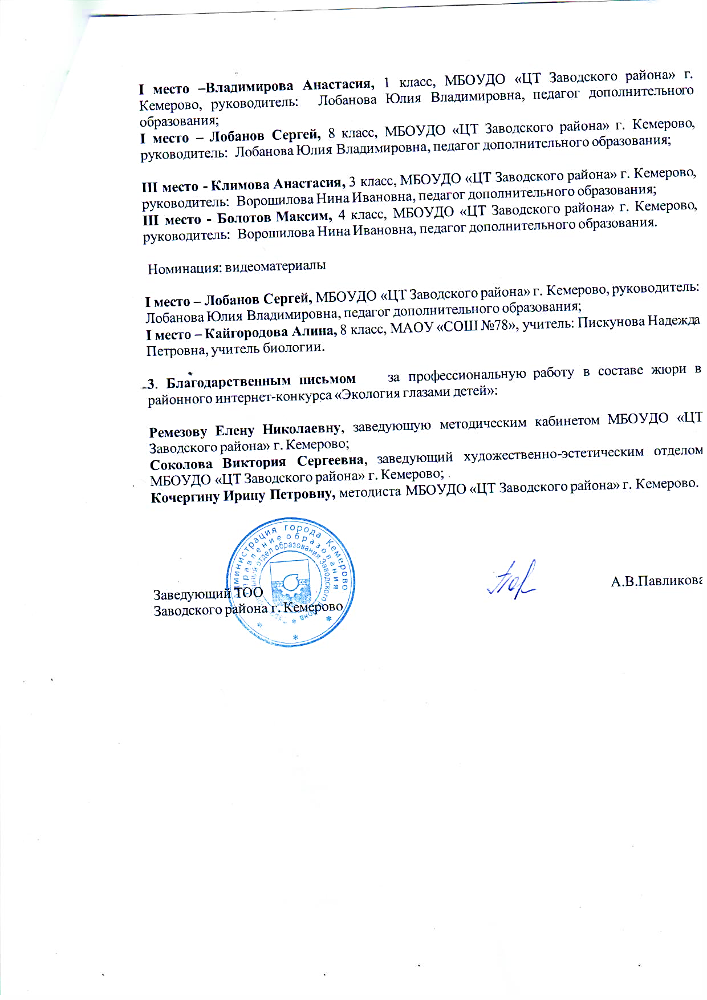 I место –Владимирова Анастасия, 1 класс, МБОУДО «ЦТ Заводского района» г.
Кемерово, руководитель: Лобанова Юлия Владимировна, педагог дополнительного
образования;
I место – Лобанов Сергей, 8 класс, МБОУДО «ЦТ Заводского района» г. Кемерово,
руководитель: Лобанова Юлия Владимировна, педагог дополнительного образования;
III место - Климова Анастасия, 3 класс, МБОУДО «ЦТ Заводского района» г. Кемерово,
руководитель: Ворошилова Нина Ивановна, педагог дополнительного образования;
III место - Болотов Максим, 4 класс, МБОУДО «ЦТ Заводского района» г. Кемерово,
руководитель: Ворошилова Нина Ивановна, педагог дополнительного образования.
Номинация: видеоматериалы
I место – Лобанов Сергей, МБОУДО «ЦТ Заводского района» г. Кемерово, руководитель:
Лобанова Юлия Владимировна, педагог дополнительного образования;
I место – Кайгородова Алина, 8 класс, МАОУ «СОШ №78», учитель: Пискунова Надежда
Петровна, учитель биологии.
3. Благодарственным письмом за профессиональную работу в составе жюри в
районного интернет-конкурса «Экология глазами детей»:
Ремезову Елену Николаевну, заведующую методическим кабинетом МБОУДО «ЦТ
Заводского района» г. Кемерово;
Соколова Виктория Сергеевна, заведующий художественно-эстетическим отделом
МБОУДО «ЦТ Заводского района» г. Кемерово;
Кочергину Ирину Петровну, методиста МБОУДО «ЦТ Заводского района» г. Кемерово.
города Кемерово
образования
отдел образования Заводского
Заведующий ТОО
Заводского района г. Кемерово
А.В.Павликова